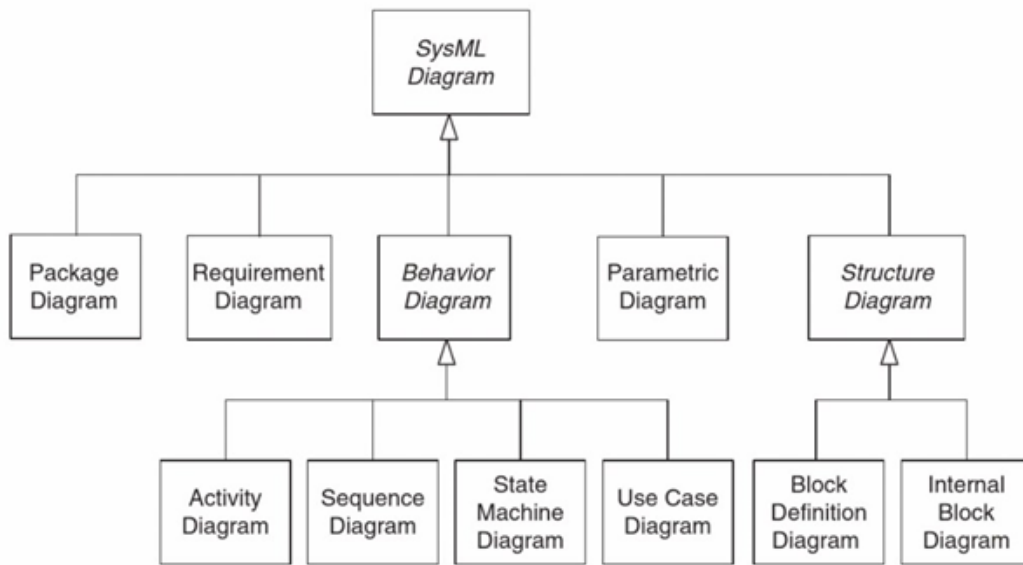 SysML
Diagram
Package
Diagram
Requirement
Diagram
Behavior
Diagram
Parametric
Diagram
Structure
Diagram
Activity
Diagram
Sequence
Diagram
State
Machine
Diagram
Use Case
Diagram
Block
Definition
Diagram
Internal
Block
Diagram